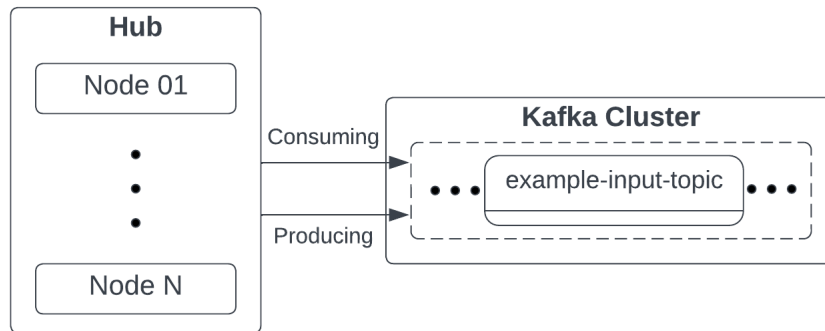 Hub
Node 01
Node N
Consuming
Producing
Kafka Cluster
example-input-topic